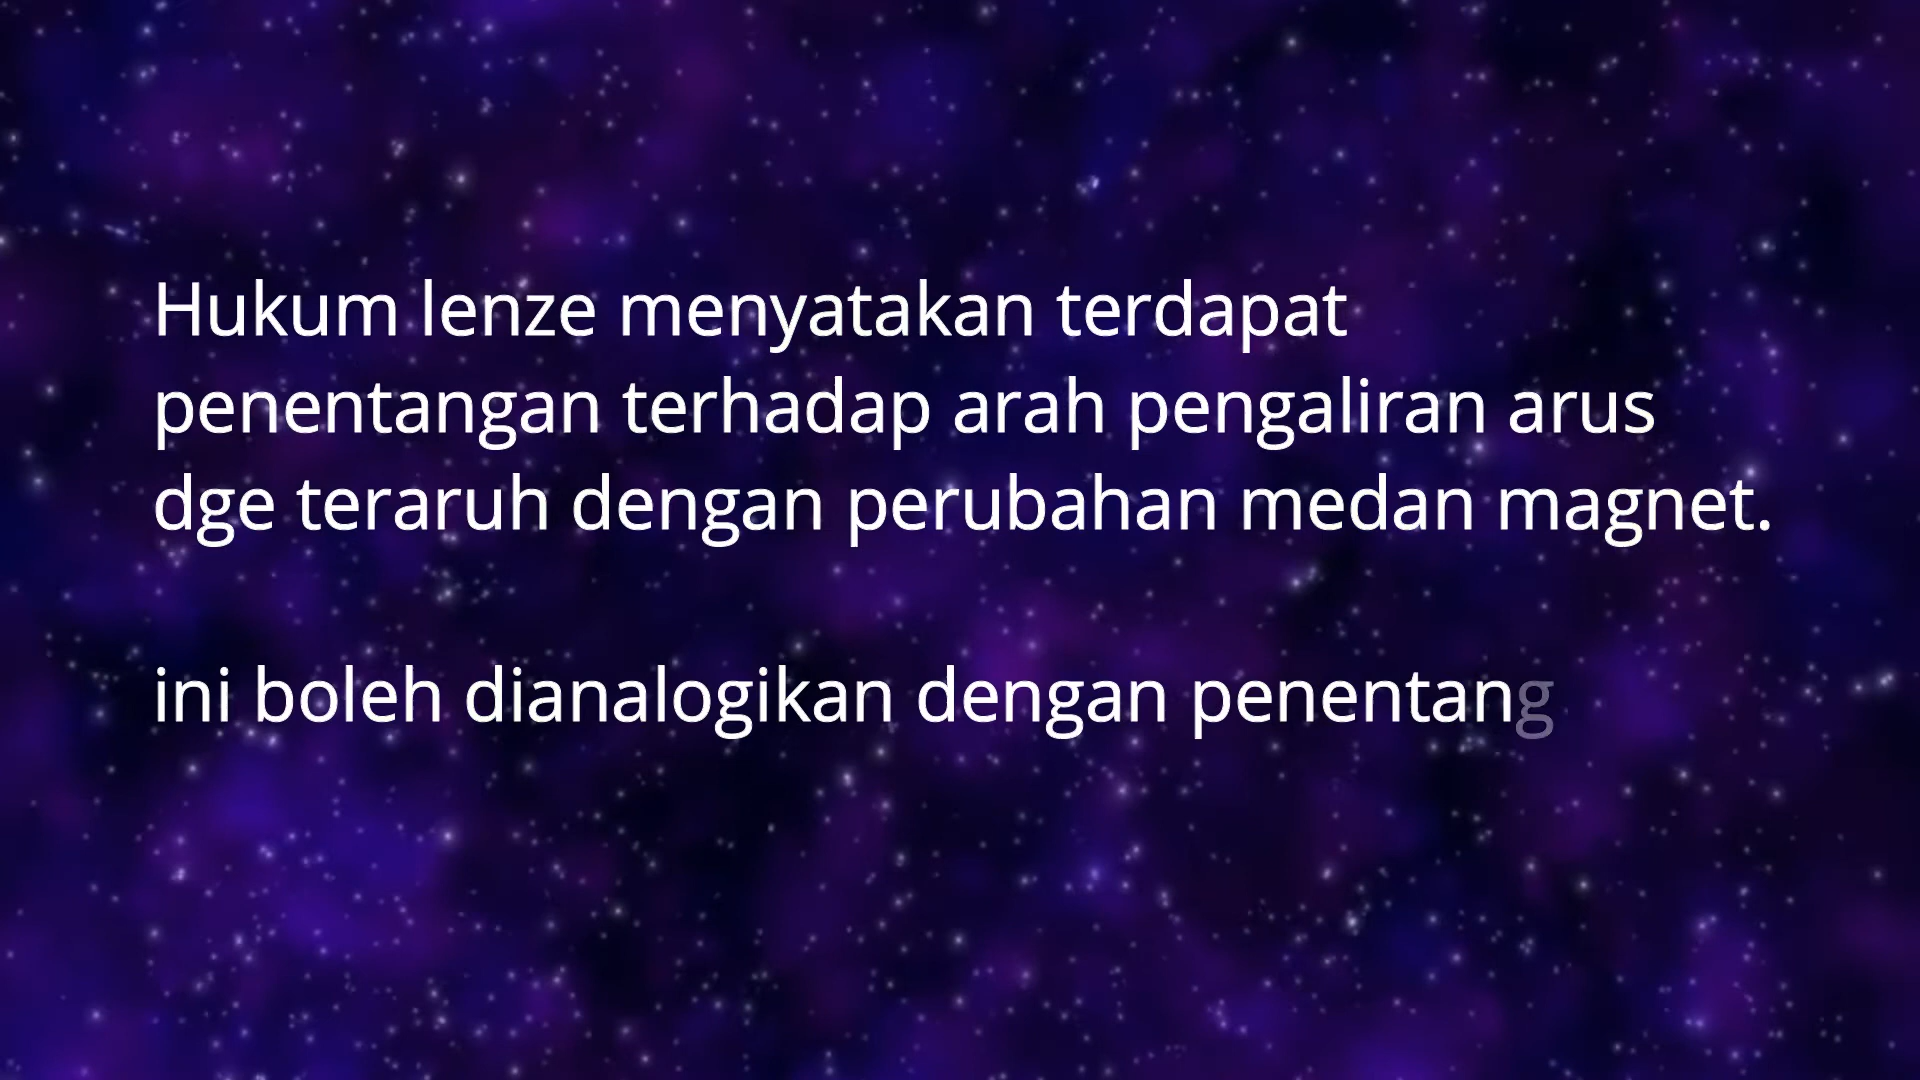 Hukum lenze menyatakan terdapat
penentangan terhadap arah pengaliran arus
dge teraruh dengan perubahan medan magnet.
ini boleh dianalogikan dengan penentang